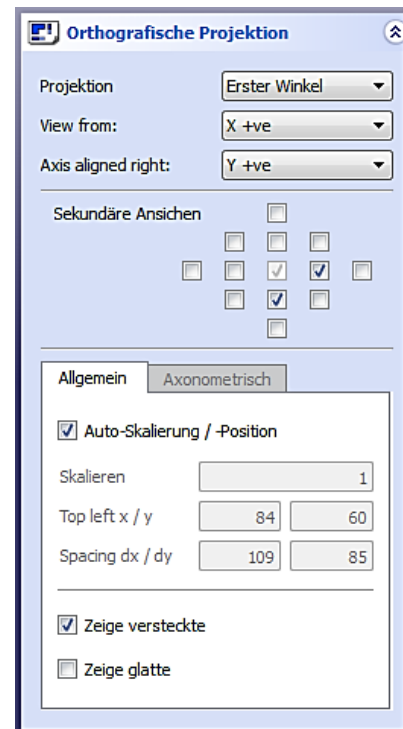 Orthografische Projektion
Projektion Erster Winkel
View from: X +ve
Axis aligned right: Y +ve
Sekundäre Ansichen
Allgemein Axonometrisch
Auto-Skalierung / -Position
Skalieren 1
Top left x / y 84 60
Spacing dx / dy 109 85
Zeige versteckte
Zeige glatte